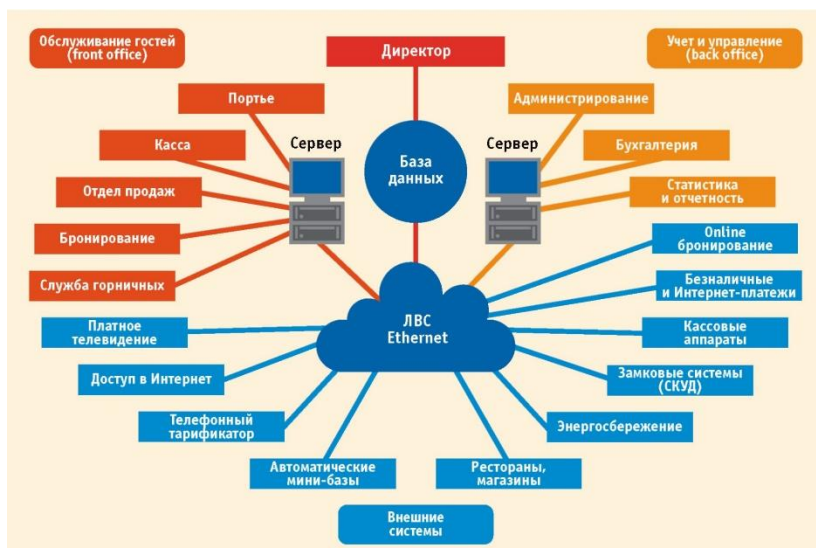 Обслуживание гостей
(front office)
Директор
Учет и управление
(back office)
Портье
Администрирование
Сервер
Сервер
Касса
База
данных
Бухгалтерия
Отдел продаж
Статистика
и отчетность
Бронирование
Online
бронирование
Служба горничных
Безналичные
и Интернет-платежи
Платное
телевидение
ЛВС
Ethernet
Кассовые
аппараты
Доступ в Интернет
Замковые системы
(СКУД)
Телефонный
тарификатор
Энергосбережение
Автоматические
мини-базы
Рестораны,
магазины
Внешние
системы